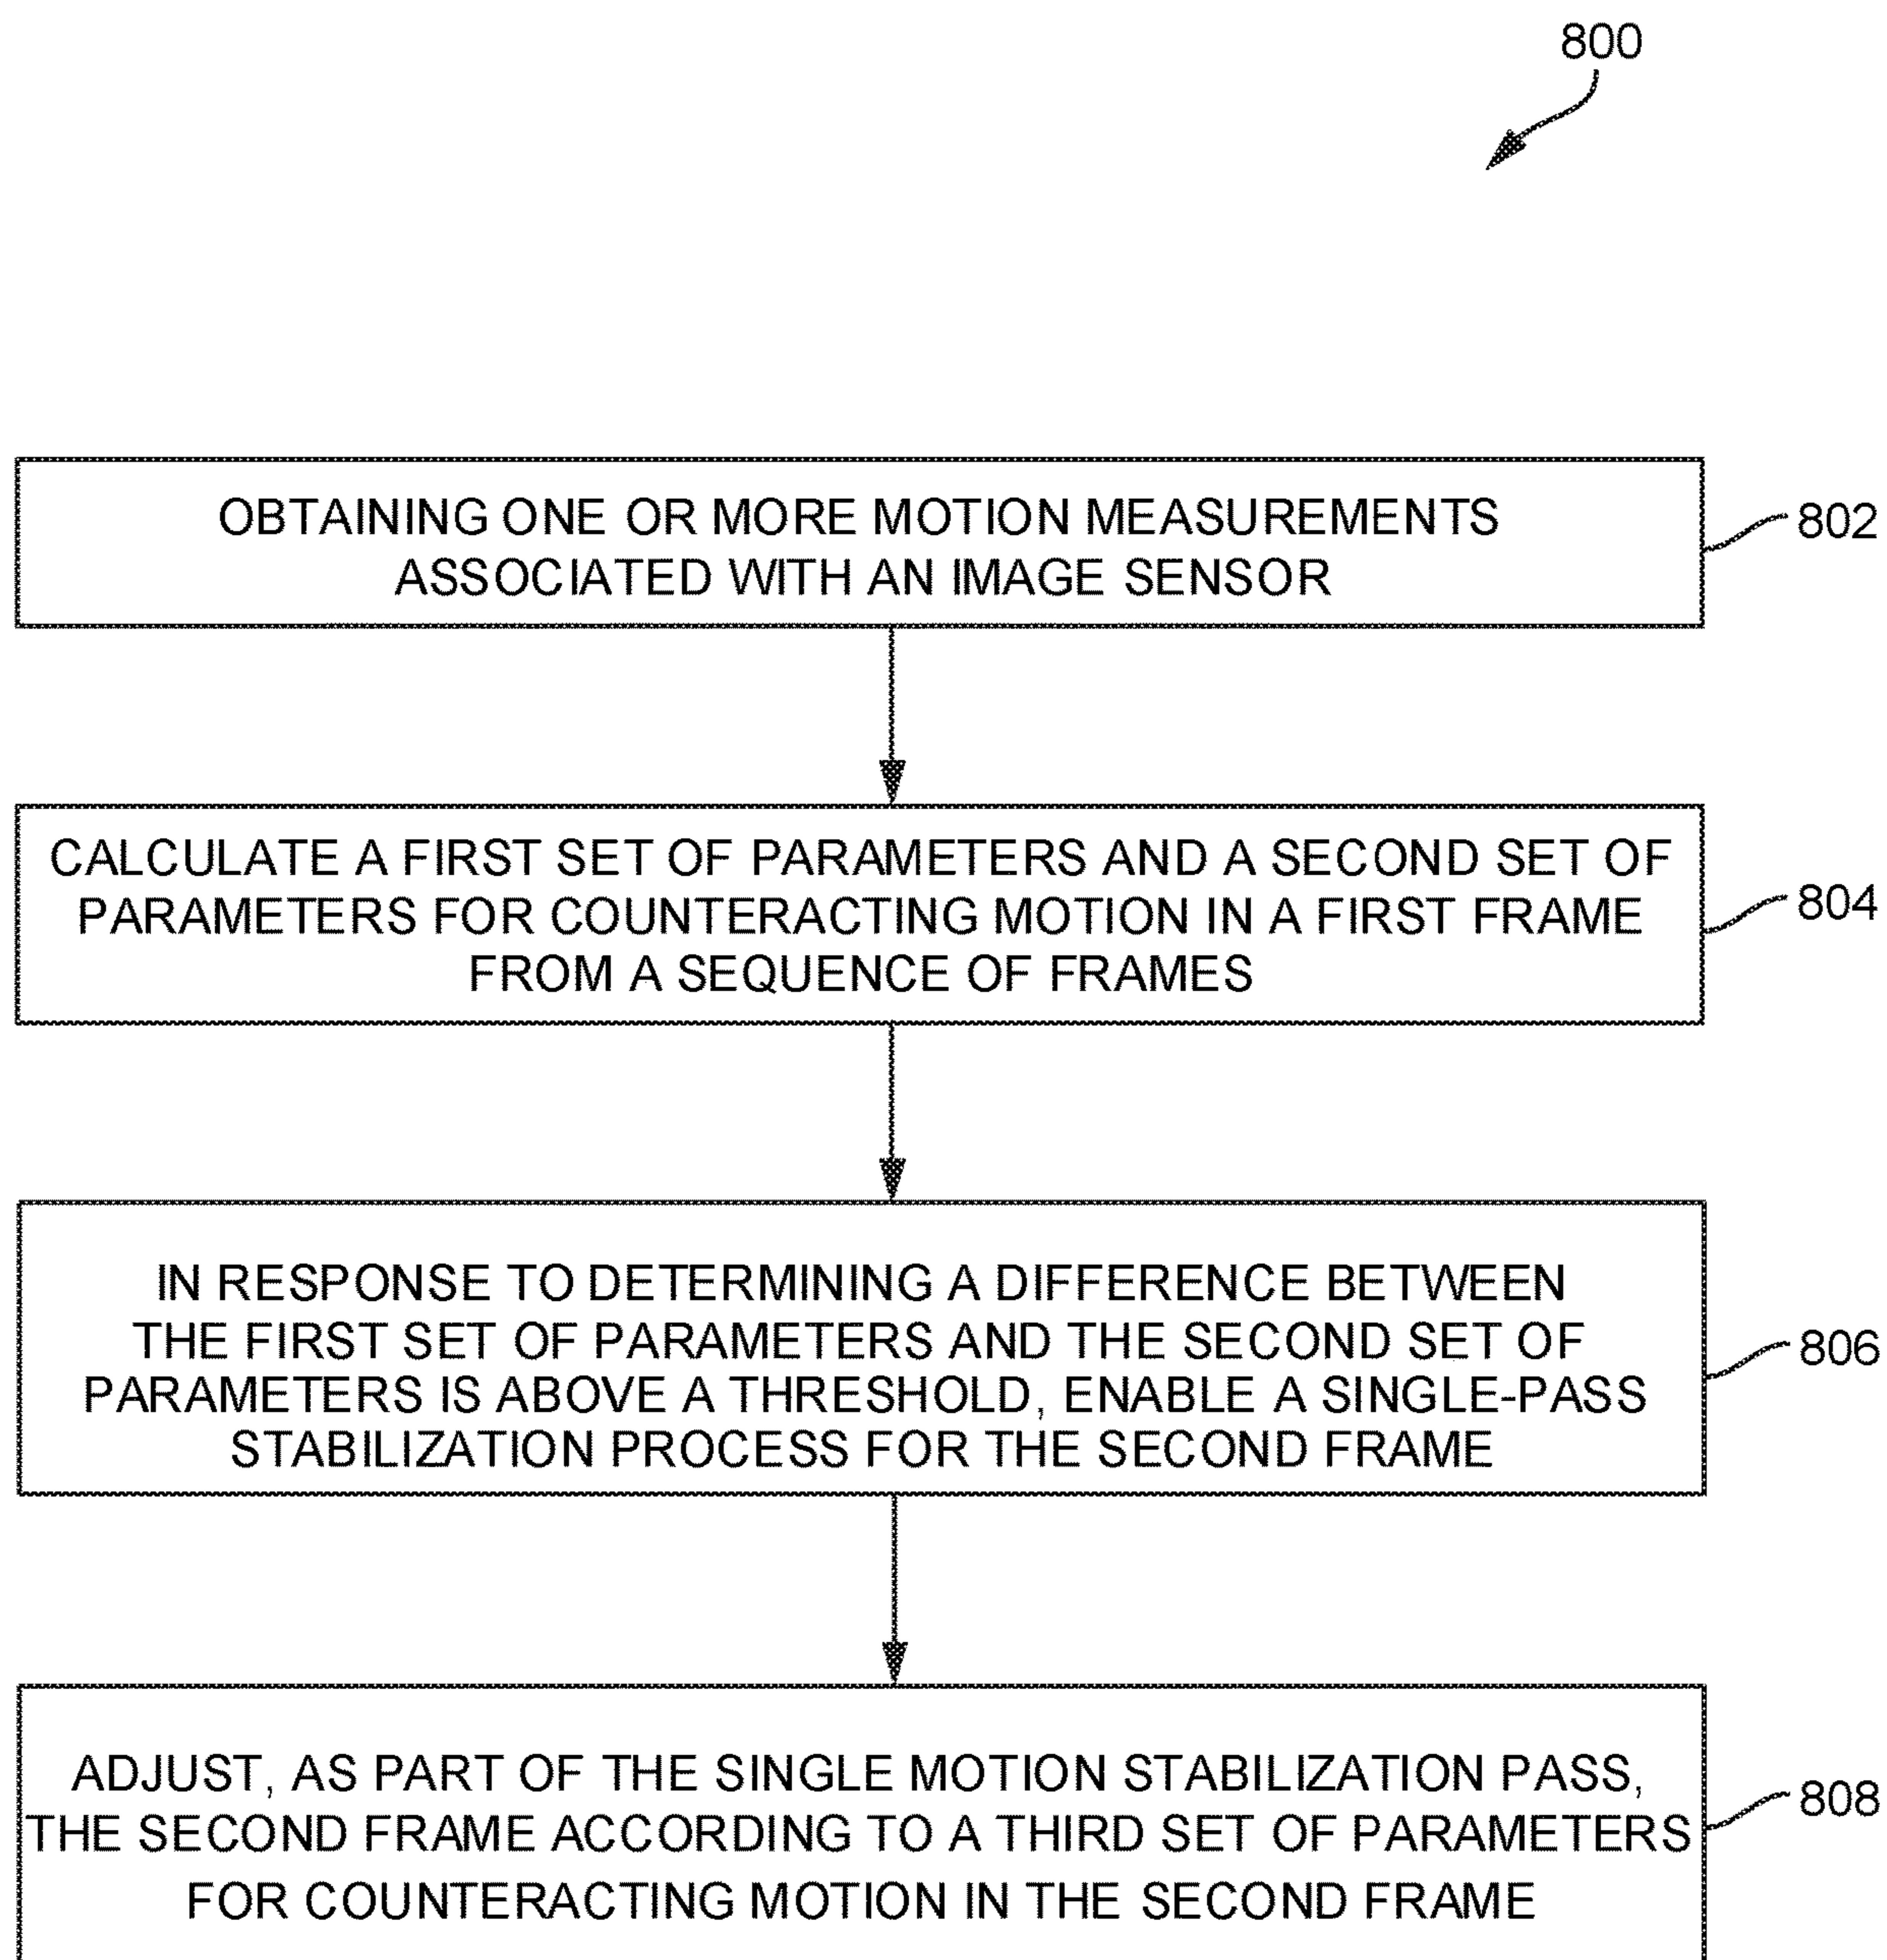 800
OBTAINING ONE OR MORE MOTION MEASUREMENTS
ASSOCIATED WITH AN IMAGE SENSOR
802
CALCULATE A FIRST SET OF PARAMETERS AND A SECOND SET OF
PARAMETERS FOR COUNTERACTING MOTION IN A FIRST FRAME
FROM A SEQUENCE OF FRAMES
804
IN RESPONSE TO DETERMINING A DIFFERENCE BETWEEN
THE FIRST SET OF PARAMETERS AND THE SECOND SET OF
PARAMETERS IS ABOVE A THRESHOLD, ENABLE A SINGLE-PASS
STABILIZATION PROCESS FOR THE SECOND FRAME
806
ADJUST, AS PART OF THE SINGLE MOTION STABILIZATION PASS,
THE SECOND FRAME ACCORDING TO A THIRD SET OF PARAMETERS
FOR COUNTERACTING MOTION IN THE SECOND FRAME
808